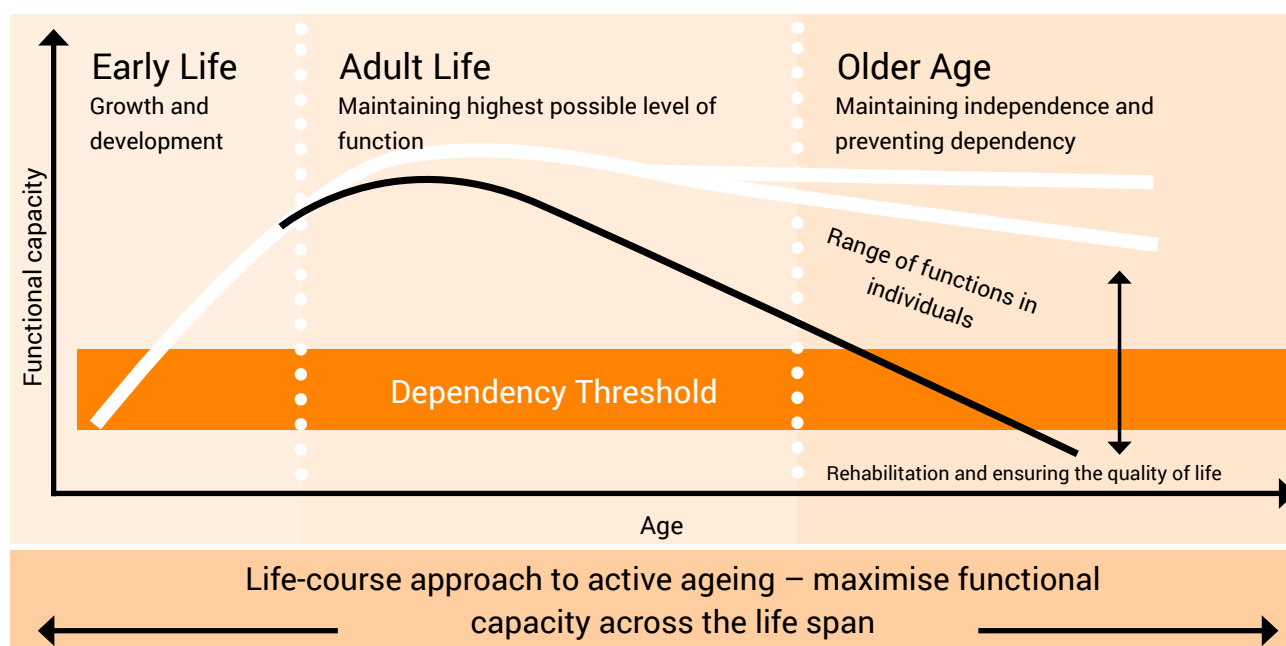 Early Life
Growth and
development
Adult Life
Maintaining highest possible level of
function
Older Age
Maintaining independence and
preventing dependency
Functional capacity
Range of functions in
individuals
Dependency Threshold
Rehabilitation and ensuring the quality of life
Age
Life-course approach to active ageing – maximise functional
capacity across the life span